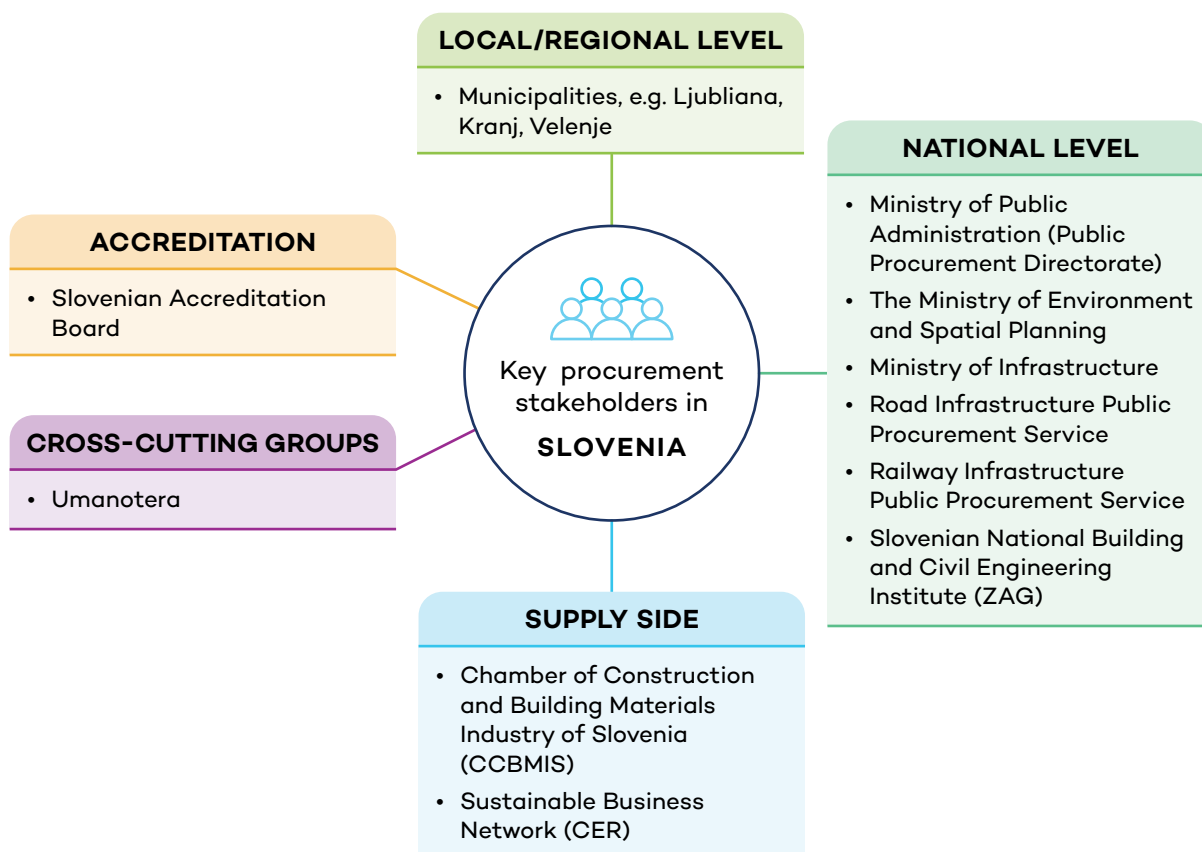 LOCAL/REGIONAL LEVEL
• Municipalities, e.g. Ljubliana,
Kranj, Velenje
NATIONAL LEVEL
• Ministry of Public
Administration (Public
Procurement Directorate)
• The Ministry of Environment
and Spatial Planning
• Ministry of Infrastructure
• Road Infrastructure Public
Procurement Service
• Railway Infrastructure
Public Procurement Service
• Slovenian National Building
and Civil Engineering
Institute (ZAG)
ACCREDITATION
• Slovenian Accreditation
Board
Key procurement
stakeholders in
SLOVENIA
CROSS-CUTTING GROUPS
• Umanotera
SUPPLY SIDE
• Chamber of Construction
and Building Materials
Industry of Slovenia
(CCBMIS)
• Sustainable Business
Network (CER)